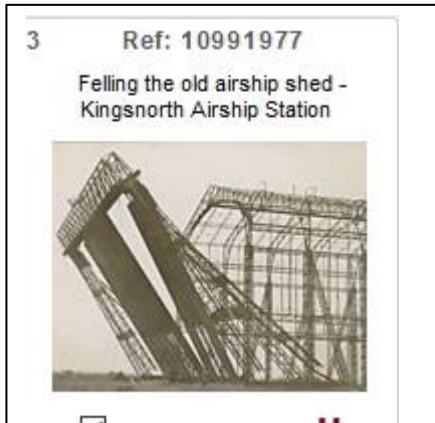 3 Ref: 10991977
Felling the old airship shed -
Kingsnorth Airship Station